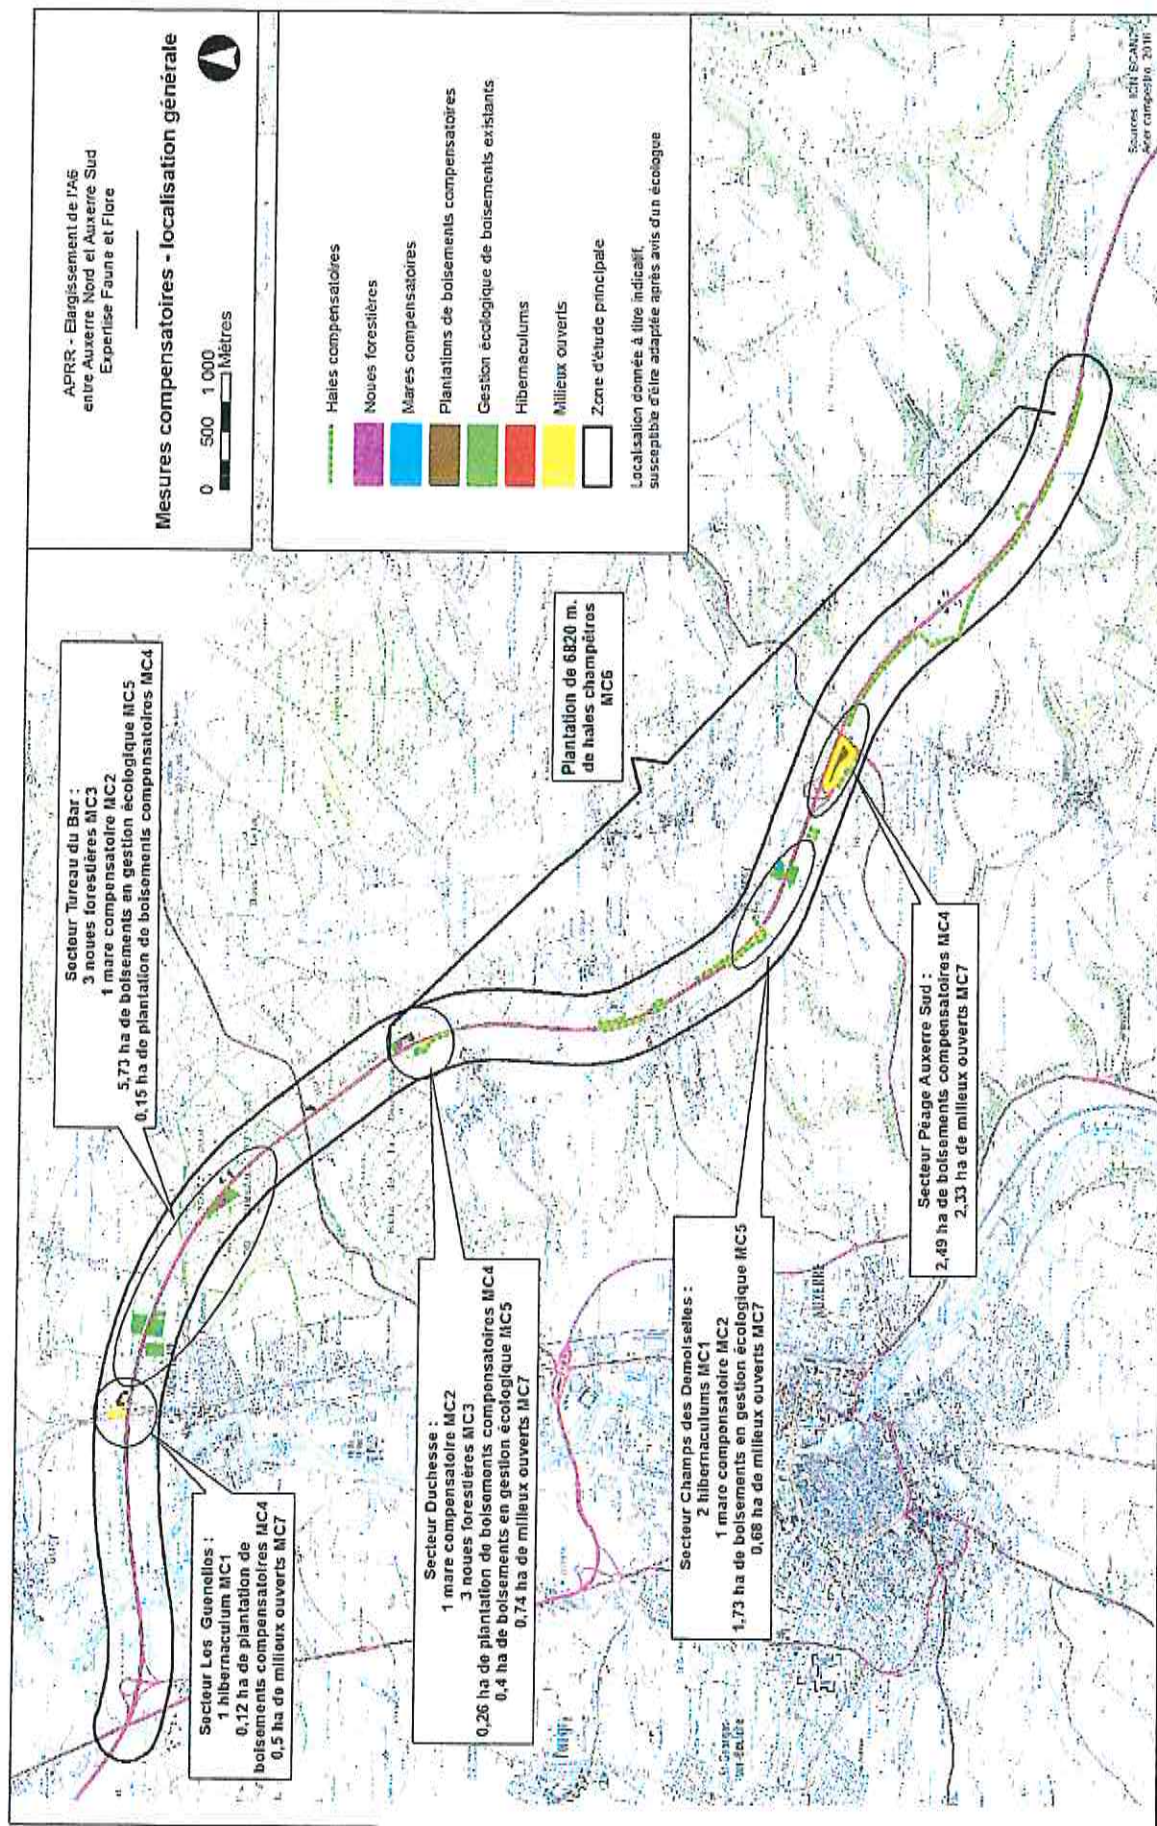 APRR - Elargissement de l'A6
entre Auxerre Nord et Auxerre Sud
Expertise Faune et Flore
Mesures compensatoires - localisation générale
0 500 1 000
Mètres
Haies compensatoires
Noues forestières
Mares compensatoires
Plantations de boisements compensatoires
Gestion écologique de boisements existants
Hibernaculums
Milieux ouverts
Zone d'étude principale
Localisation donnée à titre indicatif,
susceptible d'être adaptée après avis d'un écologue
Secteur Tureau du Bar :
3 noues forestières MC3
1 mare compensatoire MC2
5,73 ha de boisements en gestion écologique MC5
0,15 ha de plantation de boisements compensatoires MC4
Plantation de 6820 m.
de haies champêtres
MC6
Secteur Les Guenelles :
1 hibernaculum MC1
0,12 ha de plantation de
boisements compensatoires MC4
0,5 ha de milieux ouverts MC7
Secteur Duchesse :
1 mare compensatoire MC2
3 noues forestières MC3
0,26 ha de plantation de boisements compensatoires MC4
0,4 ha de boisements en gestion écologique MC5
0,74 ha de milieux ouverts MC7
Secteur Champs des Demoiselles :
2 hibernaculums MC1
1 mare compensatoire MC2
1,73 ha de boisements en gestion écologique MC5
0,68 ha de milieux ouverts MC7
Secteur Péage Auxerre Sud :
2,49 ha de boisements compensatoires MC4
2,33 ha de milieux ouverts MC7
AUXERRE
Sources: IGN SCAN25
Acer campestre, 2016